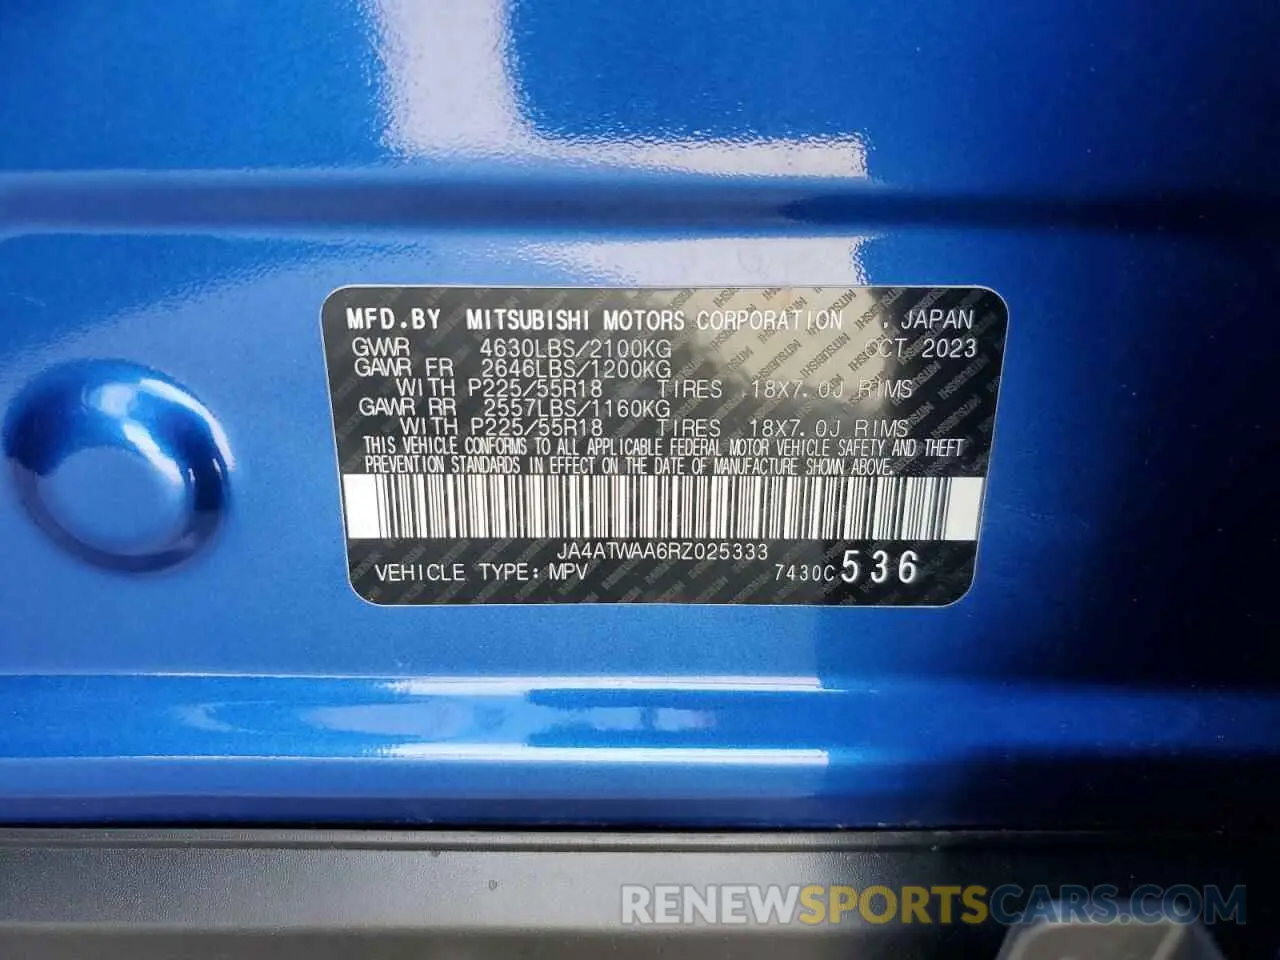 MFD.BY MITSUBISHI MOTORS CORPORATION , JAPAN
GVWR 4630LBS/2100KG OCT 2023
GAWR FR 2646LBS/1200KG
WITH P225/55R18 TIRES 18X7.0J RIMS
GAWR RR 2557LBS/1160KG
WITH P225/55R18 TIRES 18X7.0J RIMS
THIS VEHICLE CONFORMS TO ALL APPLICABLE FEDERAL MOTOR VEHICLE SAFETY AND THEFT
PREVENTION STANDARDS IN EFFECT ON THE DATE OF MANUFACTURE SHOWN ABOVE.
JA4ATWAA6RZ025333
VEHICLE TYPE: MPV 7430C 536
RENEWSPORTSCARS.COM